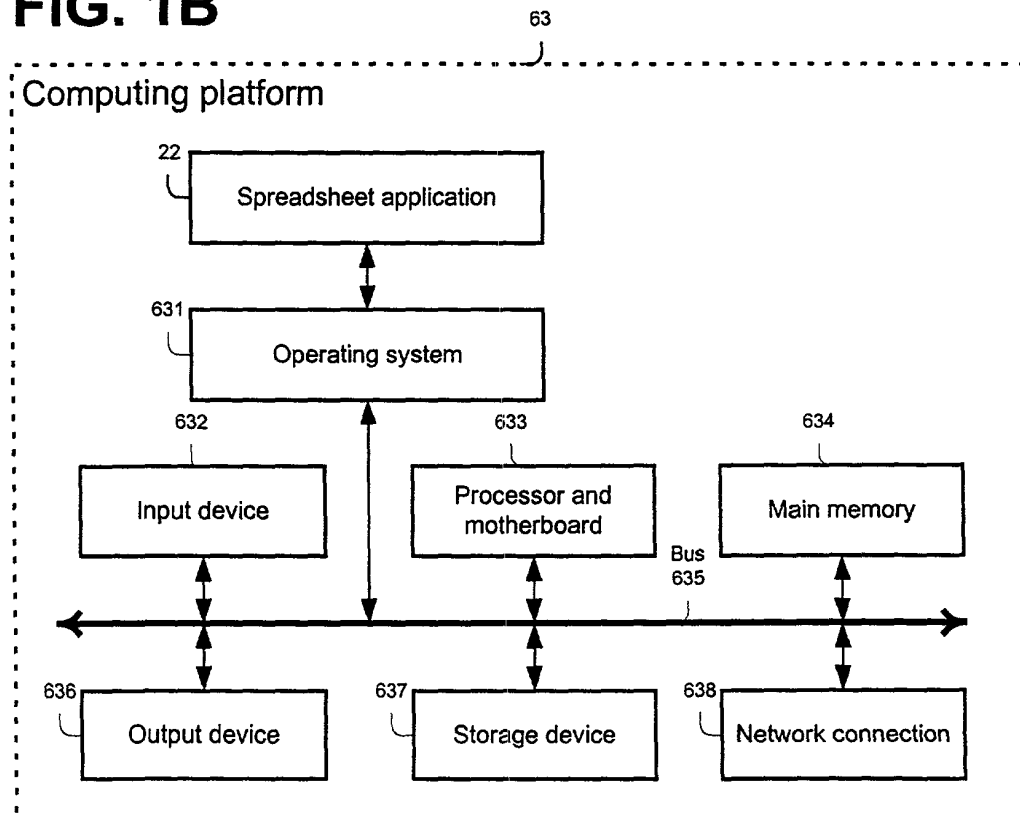 FIG. 1B
63
Computing platform
22
Spreadsheet application
631
Operating system
632
633
634
Input device
Processor and
motherboard
Main memory
Bus
635
636
637
638
Output device
Storage device
Network connection